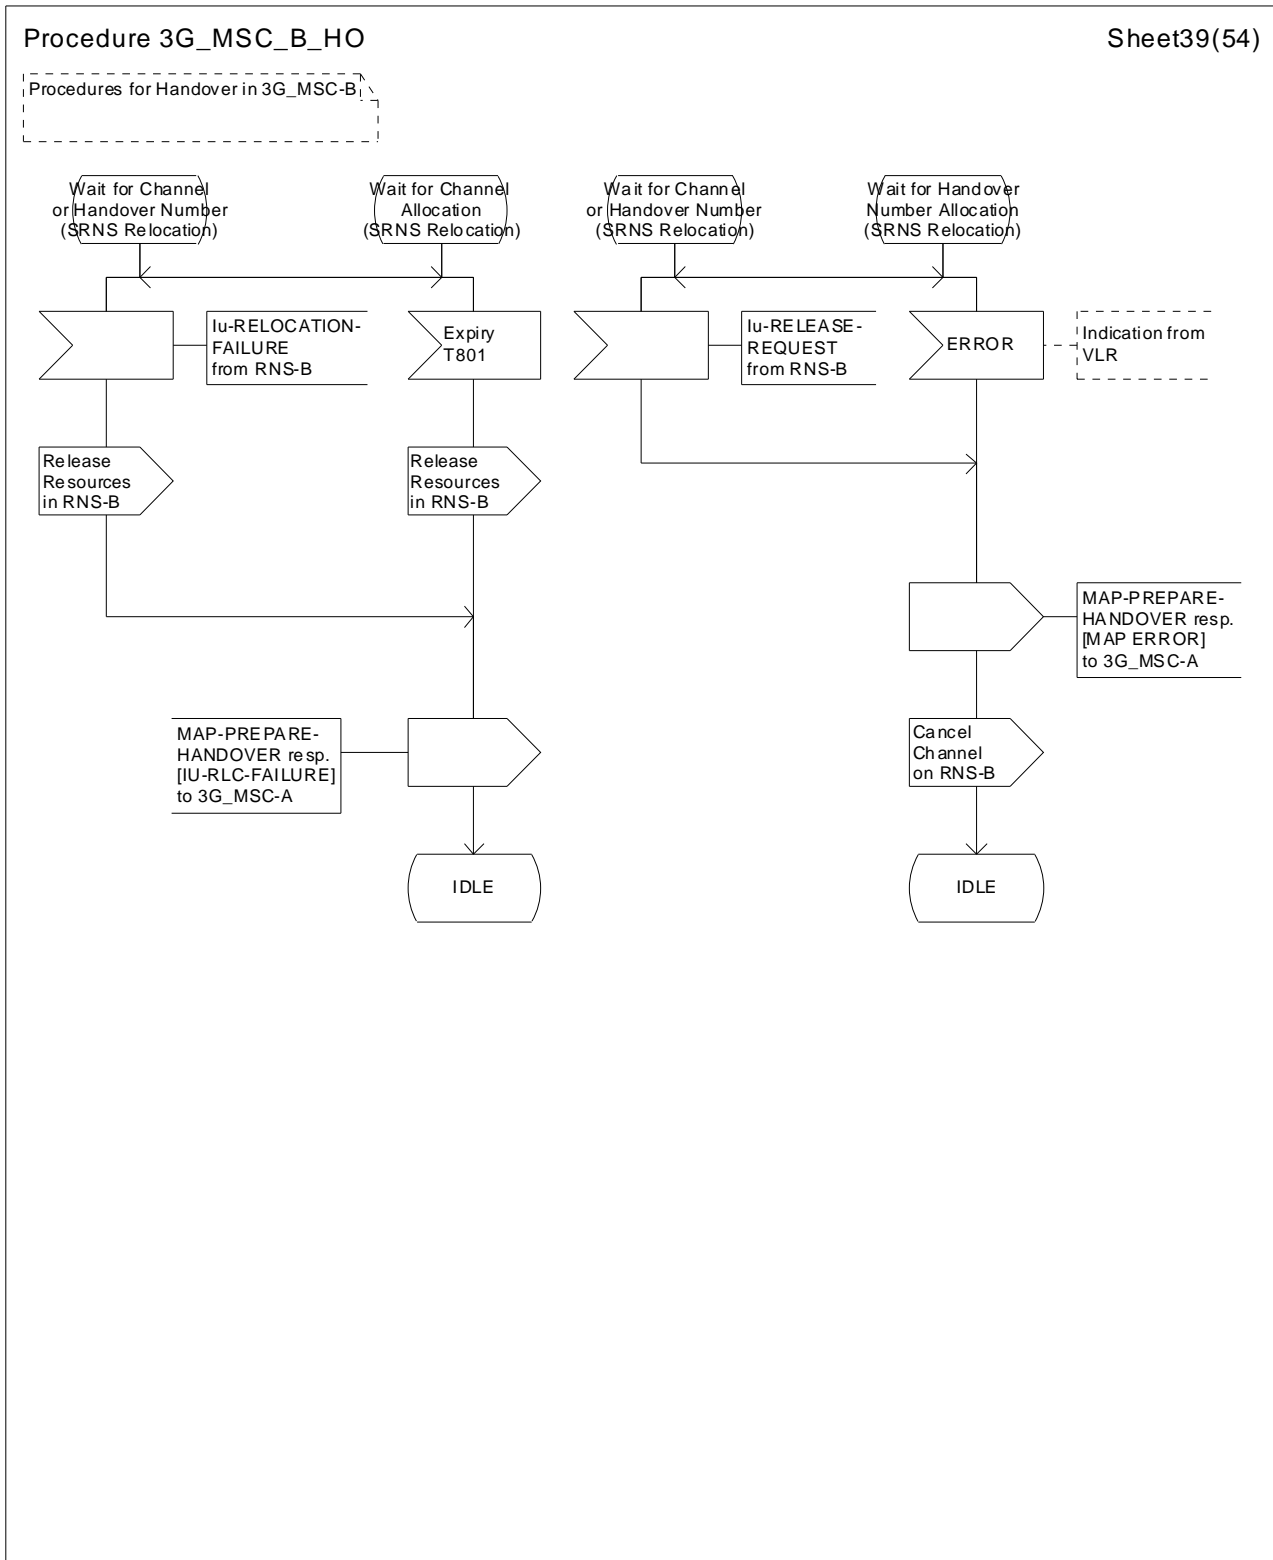 Procedure 3G_MSC_B_HO
Sheet39(54)
Procedures for Handover in 3G_MSC-B
Wait for Channel
or Handover Number
(SRNS Relocation)
Wait for Channel
Allocation
(SRNS Relocation)
Wait for Channel
or Handover Number
(SRNS Relocation)
Wait for Handover
Number Allocation
(SRNS Relocation)
Iu-RELOCATION-
FAILURE
from RNS-B
Expiry
T801
Iu-RELEASE-
REQUEST
from RNS-B
ERROR
Indication from
VLR
Release
Resources
in RNS-B
Release
Resources
in RNS-B
MAP-PREPARE-
HANDOVER resp.
[MAP ERROR]
to 3G_MSC-A
MAP-PREPARE-
HANDOVER resp.
[IU-RLC-FAILURE]
to 3G_MSC-A
Cancel
Channel
on RNS-B
IDLE
IDLE